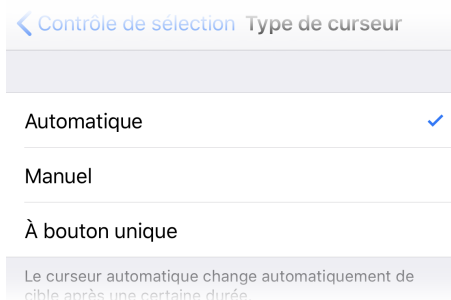 Contrôle de sélection Type de curseur
Automatique
Manuel
À bouton unique
Le curseur automatique change automatiquement de
cible après une certaine durée.